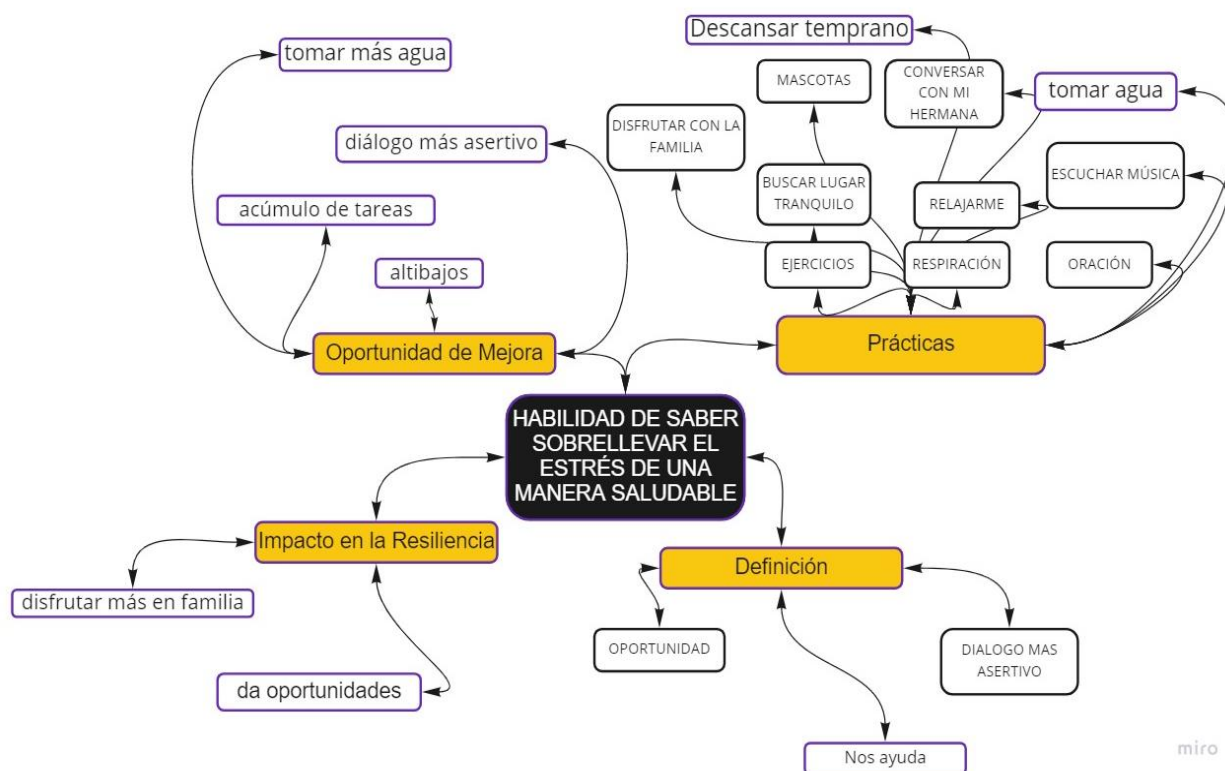 Descansar temprano
tomar más agua
MASCOTAS
CONVERSAR
CON MI
HERMANA
tomar agua
DISFRUTAR CON LA
FAMILIA
diálogo más asertivo
ESCUCHAR MÚSICA
BUSCAR LUGAR
TRANQUILO
RELAJARME
acúmulo de tareas
altibajos
EJERCICIOS
RESPIRACIÓN
ORACIÓN
Oportunidad de Mejora
Prácticas
HABILIDAD DE SABER
SOBRELLEVAR EL
ESTRÉS DE UNA
MANERA SALUDABLE
Impacto en la Resiliencia
Definición
disfrutar más en familia
OPORTUNIDAD
DIALOGO MAS
ASERTIVO
da oportunidades
Nos ayuda
miro